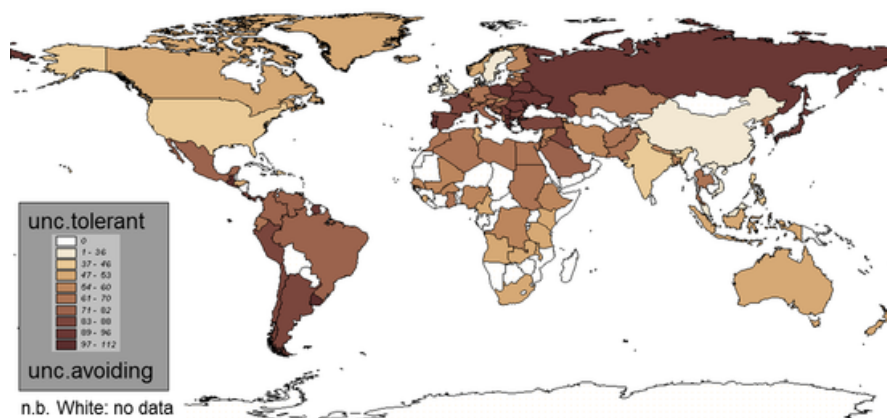 unc.tolerant
0
1 - 36
37 - 46
47 - 53
54 - 60
61 - 70
71 - 82
83 - 88
89 - 96
97 - 112
unc.avoiding
n.b. White: no data